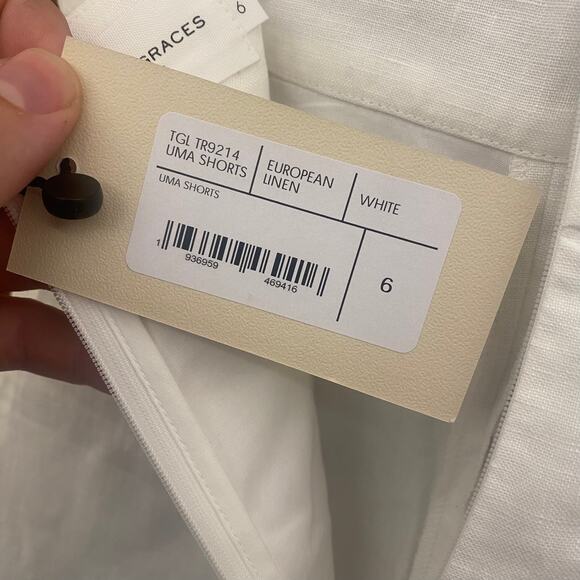 GRACES
6
TGL TR9214
UMA SHORTS
EUROPEAN
LINEN
WHITE
UMA SHORTS
1
936959
469416
6